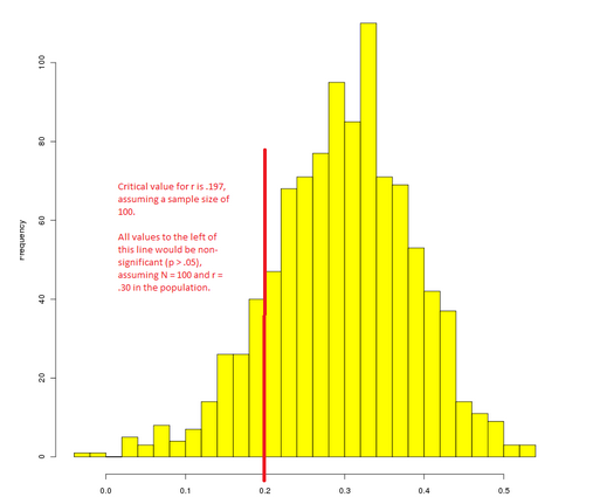 100
80
60
40
20
0
Frequency
Critical value for r is .197,
assuming a sample size of
100.
All values to the left of
this line would be non-
significant (p > .05),
assuming N = 100 and r =
.30 in the population.
0.0 0.1 0.2 0.3 0.4 0.5